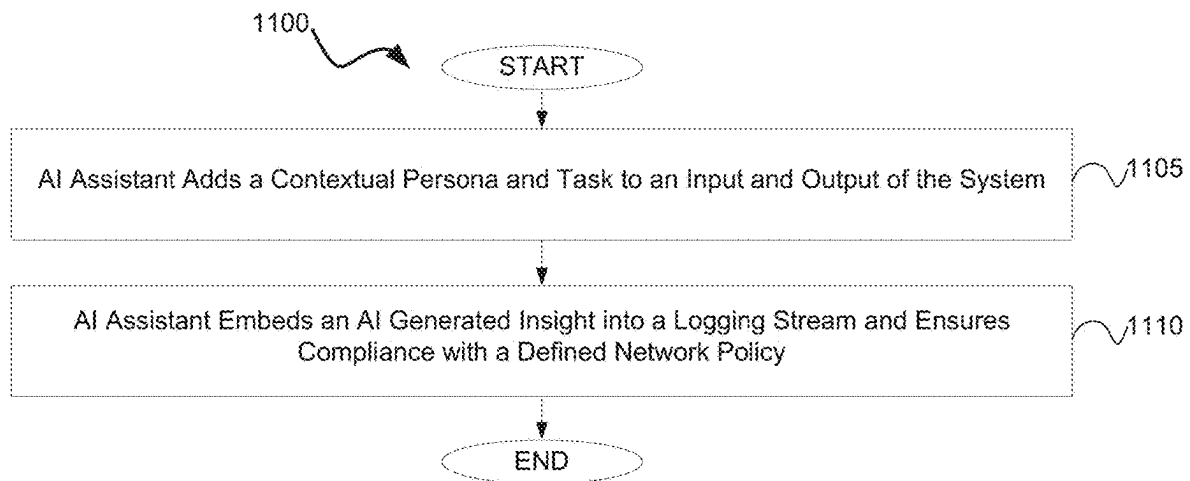 1100
START
AI Assistant Adds a Contextual Persona and Task to an Input and Output of the System
1105
AI Assistant Embeds an AI Generated Insight into a Logging Stream and Ensures
Compliance with a Defined Network Policy
1110
END